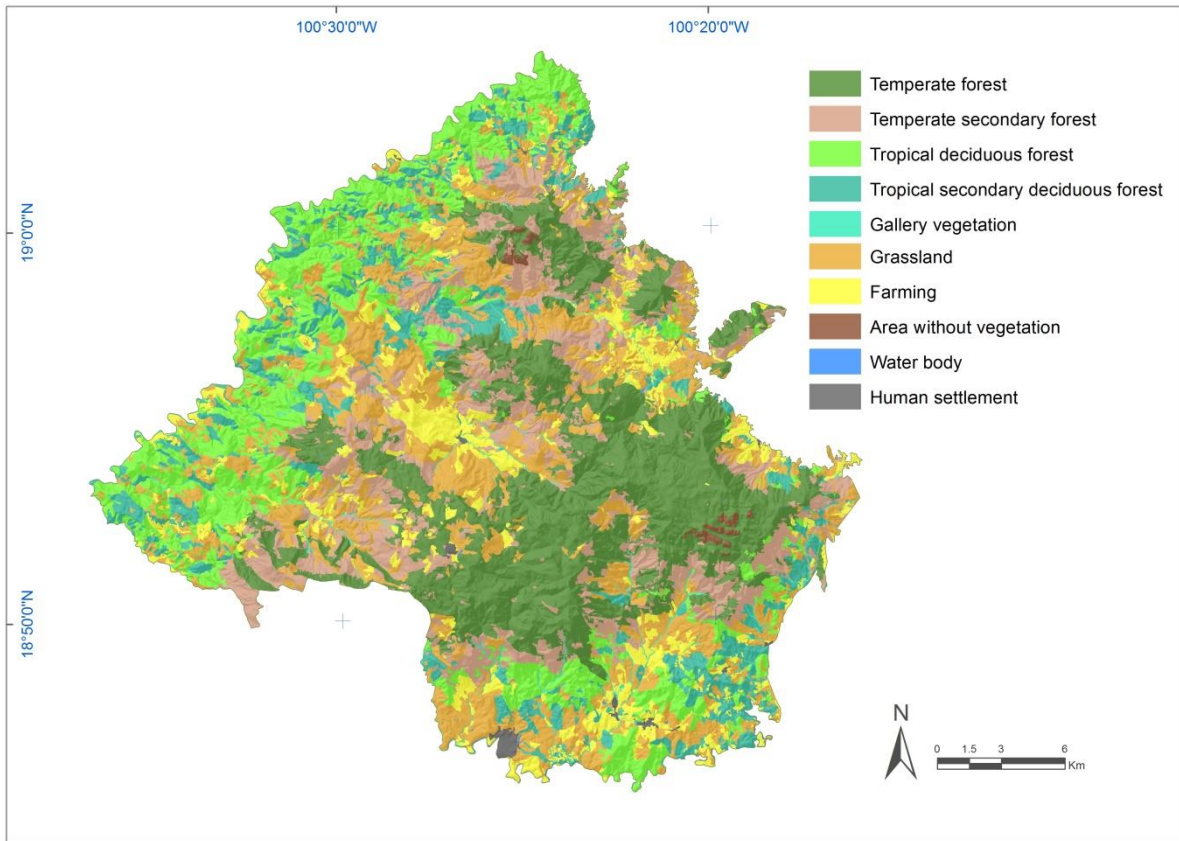 100°30'0"W
100°20'0"W
Temperate forest
Temperate secondary forest
Tropical deciduous forest
Tropical secondary deciduous forest
19°0'0"N
Gallery vegetation
Grassland
Farming
Area without vegetation
Water body
Human settlement
18°50'0"N
N
0 1.5 3 6
Km